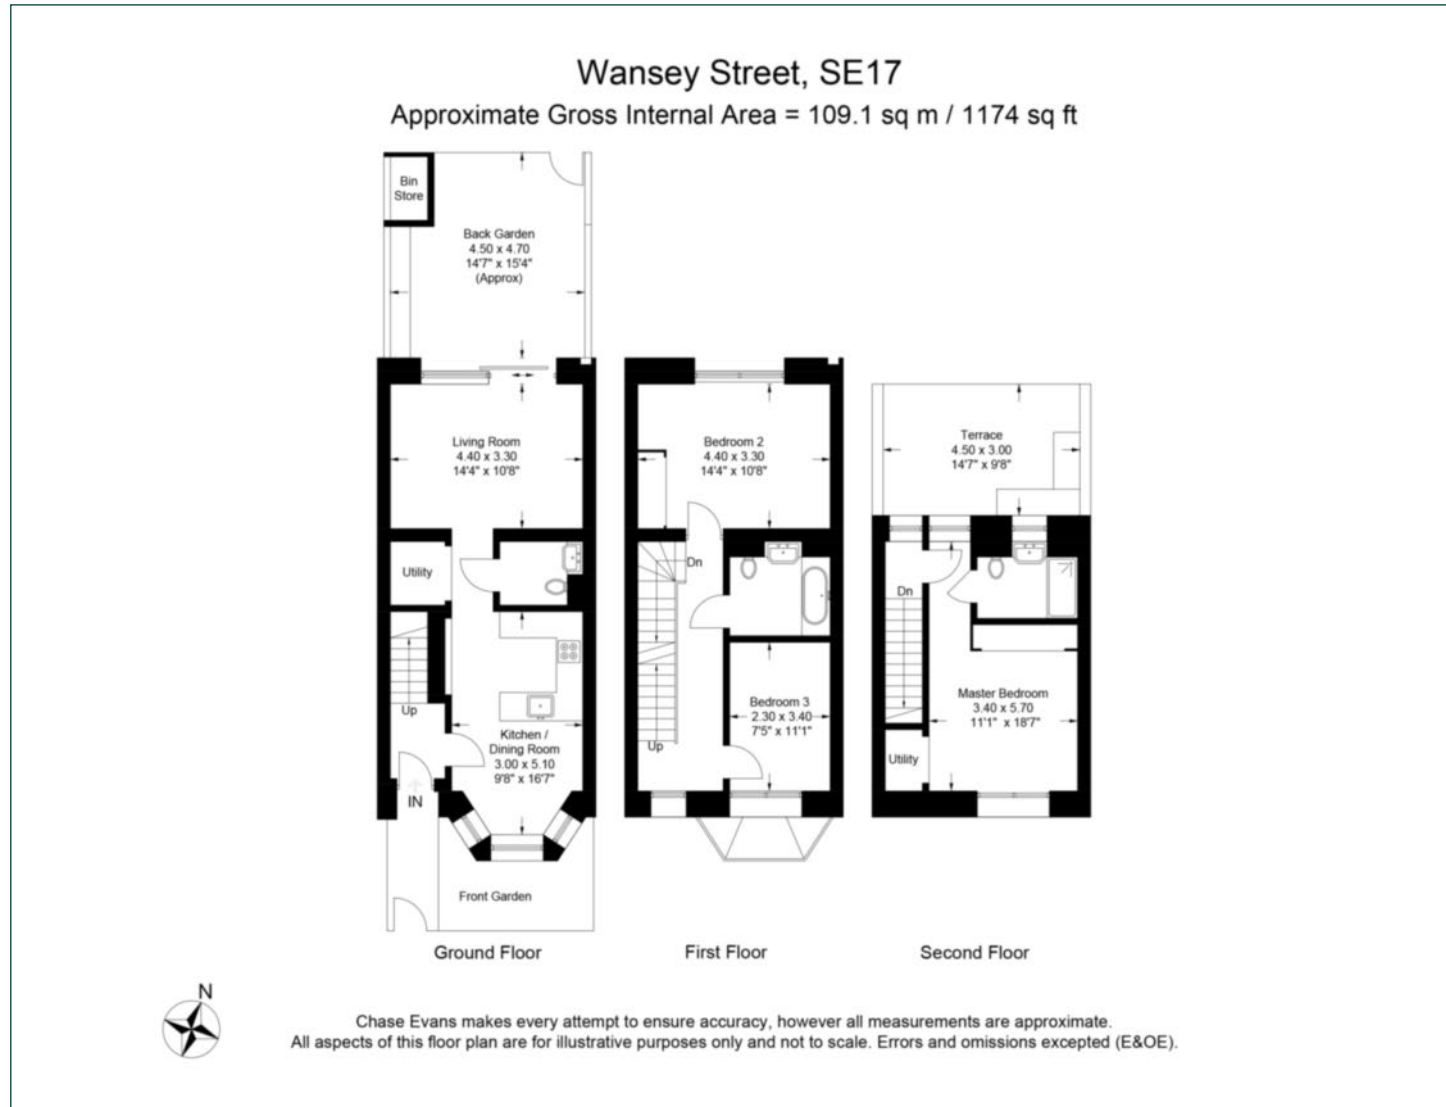 Wansey Street, SE17
Approximate Gross Internal Area = 109.1 sq m / 1174 sq ft
Bin
Store
Back Garden
4.50 x 4.70
14'7" x 15'4"
(Approx)
Living Room
4.40 x 3.30
14'4" x 10'8"
Utility
Up
Kitchen /
Dining Room
3.00 x 5.10
9'8" x 16'7"
IN
Front Garden
Ground Floor
Bedroom 2
4.40 x 3.30
14'4" x 10'8"
Dn
Bedroom 3
2.30 x 3.40
7'5" x 11'1"
Up
First Floor
Terrace
4.50 x 3.00
14'7" x 9'8"
Dn
Master Bedroom
3.40 x 5.70
11'1" x 18'7"
Utility
Second Floor
N
Chase Evans makes every attempt to ensure accuracy, however all measurements are approximate.
All aspects of this floor plan are for illustrative purposes only and not to scale. Errors and omissions excepted (E&OE).